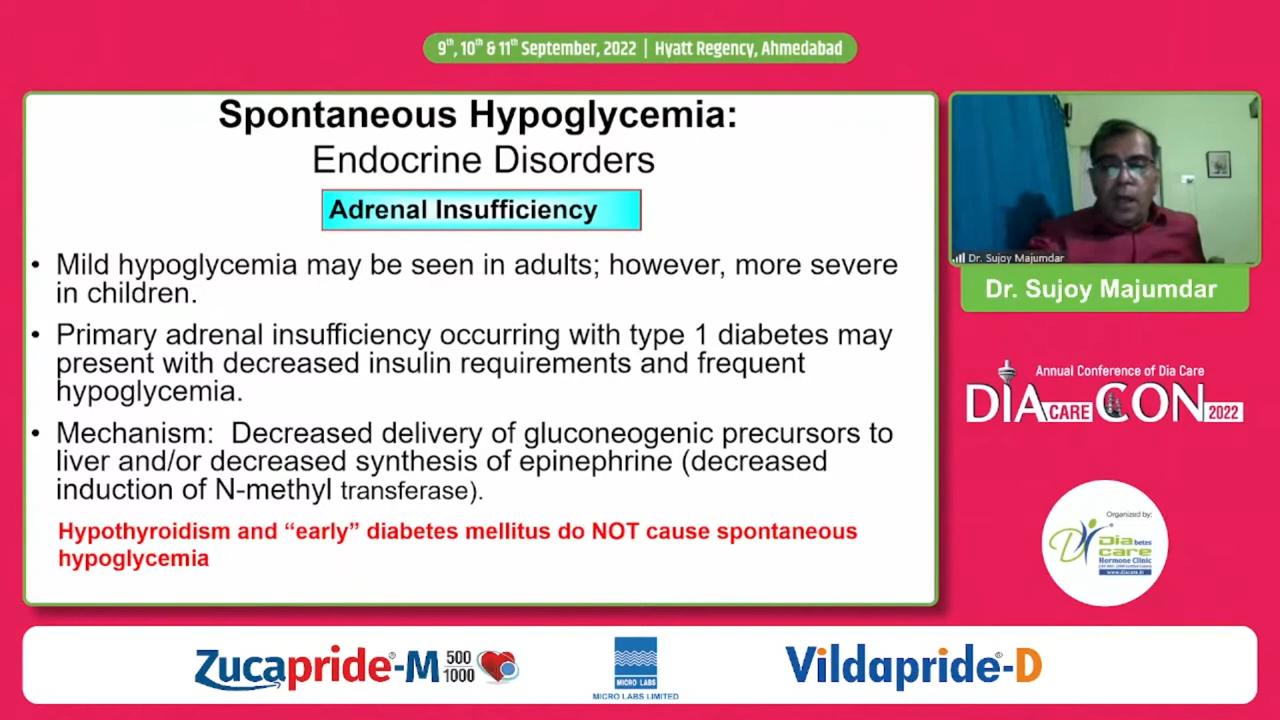 9th, 10th & 11th September, 2022 | Hyatt Regency, Ahmedabad
Spontaneous Hypoglycemia:
Endocrine Disorders
Adrenal Insufficiency
• Mild hypoglycemia may be seen in adults; however, more severe
in children.
• Primary adrenal insufficiency occurring with type 1 diabetes may
present with decreased insulin requirements and frequent
hypoglycemia.
• Mechanism: Decreased delivery of gluconeogenic precursors to
liver and/or decreased synthesis of epinephrine (decreased
induction of N-methyl transferase).
Hypothyroidism and “early” diabetes mellitus do NOT cause spontaneous
hypoglycemia
Dr. Sujoy Majumdar
Dr. Sujoy Majumdar
Annual Conference of Dia Care
DIA CARE CON 2022
Organized by:
Diabetes
care
Hormone Clinic
www.diacare.in
Zucapride®-M 500
1000
MICRO LABS
MICRO LABS LIMITED
Vildapride®-D